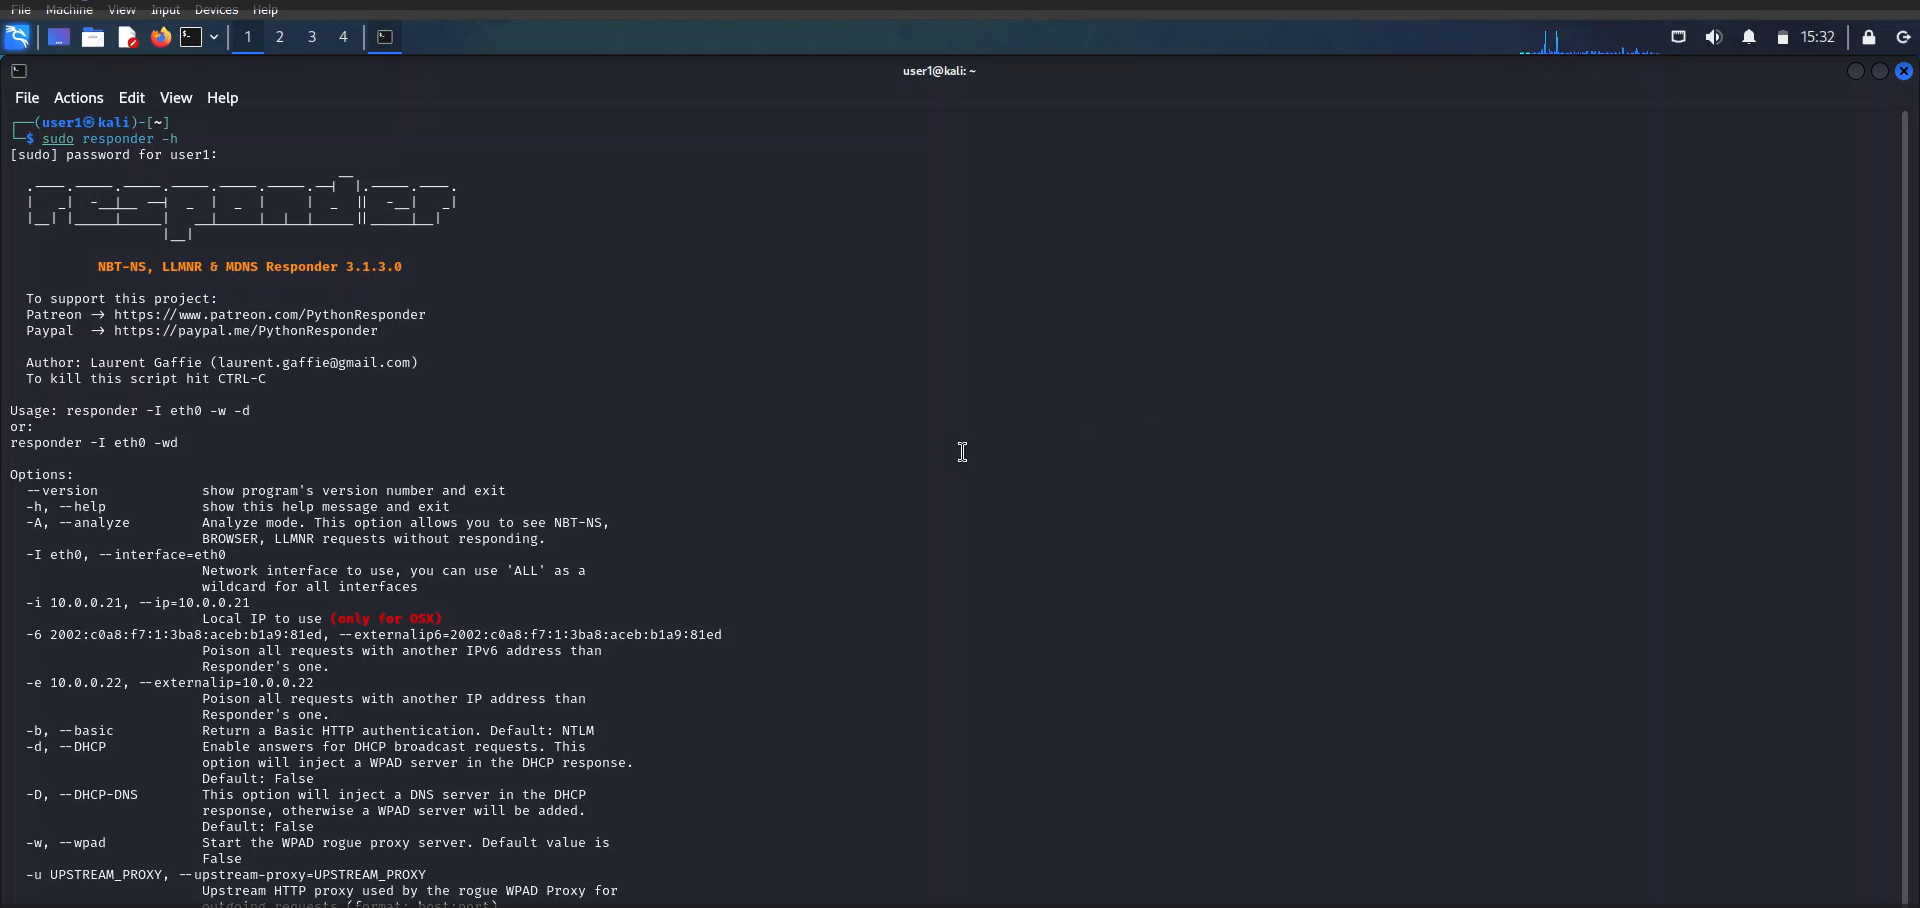 File Machine View Input Devices Help
1 2 3 4 15:32
user1@kali: ~
File Actions Edit View Help
(user1㉿kali)-[~]
$ sudo responder -h
[sudo] password for user1:
NBT-NS, LLMNR & MDNS Responder 3.1.3.0
To support this project:
Patreon -> https://www.patreon.com/PythonResponder
Paypal -> https://paypal.me/PythonResponder
Author: Laurent Gaffie (laurent.gaffie@gmail.com)
To kill this script hit CTRL-C
Usage: responder -I eth0 -w -d
or:
responder -I eth0 -wd
Options:
--version show program's version number and exit
-h, --help show this help message and exit
-A, --analyze Analyze mode. This option allows you to see NBT-NS,
BROWSER, LLMNR requests without responding.
-I eth0, --interface=eth0
Network interface to use, you can use 'ALL' as a
wildcard for all interfaces
-i 10.0.0.21, --ip=10.0.0.21
Local IP to use (only for OSX)
-6 2002:c0a8:f7:1:3ba8:aceb:b1a9:81ed, --externalip6=2002:c0a8:f7:1:3ba8:aceb:b1a9:81ed
Poison all requests with another IPv6 address than
Responder's one.
-e 10.0.0.22, --externalip=10.0.0.22
Poison all requests with another IP address than
Responder's one.
-b, --basic Return a Basic HTTP authentication. Default: NTLM
-d, --DHCP Enable answers for DHCP broadcast requests. This
option will inject a WPAD server in the DHCP response.
Default: False
-D, --DHCP-DNS This option will inject a DNS server in the DHCP
response, otherwise a WPAD server will be added.
Default: False
-w, --wpad Start the WPAD rogue proxy server. Default value is
False
-u UPSTREAM_PROXY, --upstream-proxy=UPSTREAM_PROXY
Upstream HTTP proxy used by the rogue WPAD Proxy for
outgoing requests (format: host:port)